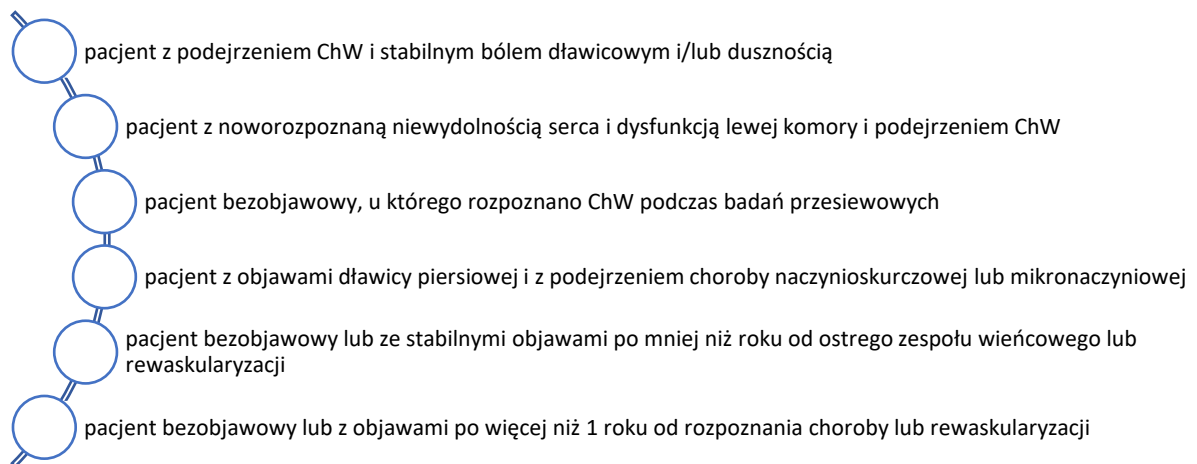 pacjent z podejrzeniem ChW i stabilnym bólem dławicowym i/lub dusznością
pacjent z noworozpoznaną niewydolnością serca i dysfunkcją lewej komory i podejrzeniem ChW
pacjent bezobjawowy, u którego rozpoznano ChW podczas badań przesiewowych
pacjent z objawami dławicy piersiowej i z podejrzeniem choroby naczynioskurczowej lub mikronaczyniowej
pacjent bezobjawowy lub ze stabilnymi objawami po mniej niż roku od ostrego zespołu wieńcowego lub
rewaskularyzacji
pacjent bezobjawowy lub z objawami po więcej niż 1 roku od rozpoznania choroby lub rewaskularyzacji